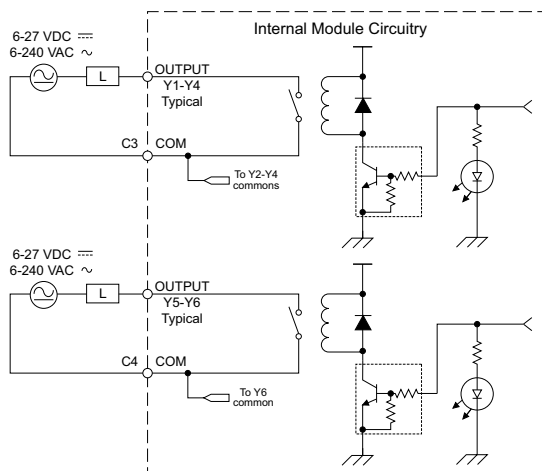 Internal Module Circuitry
6-27 VDC ⎓
6-240 VAC ∿
L
OUTPUT
Y1-Y4
Typical
C3
COM
To Y2-Y4
commons
6-27 VDC ⎓
6-240 VAC ∿
L
OUTPUT
Y5-Y6
Typical
C4
COM
To Y6
common